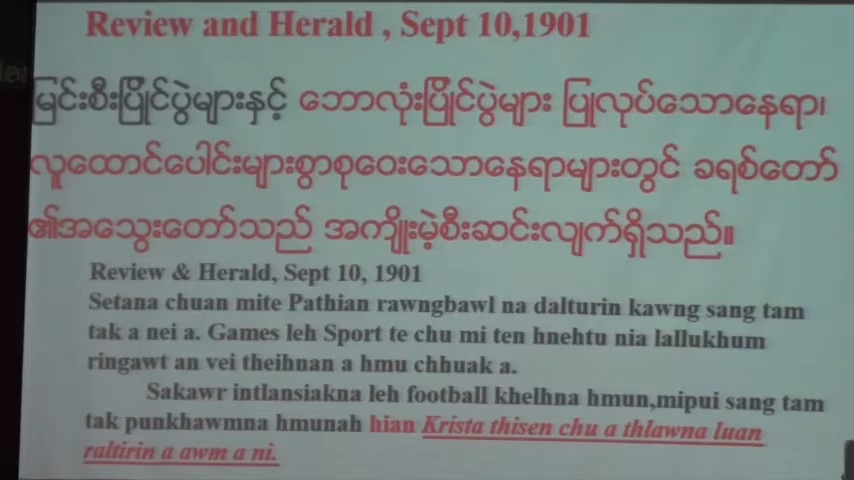 Review and Herald , Sept 10,1901
မြင်းစီးပြိုင်ပွဲများနှင့် ဘောလုံးပြိုင်ပွဲများ ပြုလုပ်သောနေရာ၊
လူထောင်ပေါင်းများစွာစုဝေးသောနေရာများတွင် ခရစ်တော်
၏အသွေးတော်သည် အကျိုးမဲ့စီးဆင်းလျက်ရှိသည်။
Review & Herald, Sept 10, 1901
Setana chuan mite Pathian rawngbawl na dalturin kawng sang tam
tak a nei a. Games leh Sport te chu mi ten hnehtu nia lallukhum
ringawt an vei theihnan a hmu chhuak a.
Sakawr intlansiakna leh football khelhna hmun,mipui sang tam
tak punkhawmna hmunah hian Krista thisen chu a thlawna luan
raltirin a awm a ni.